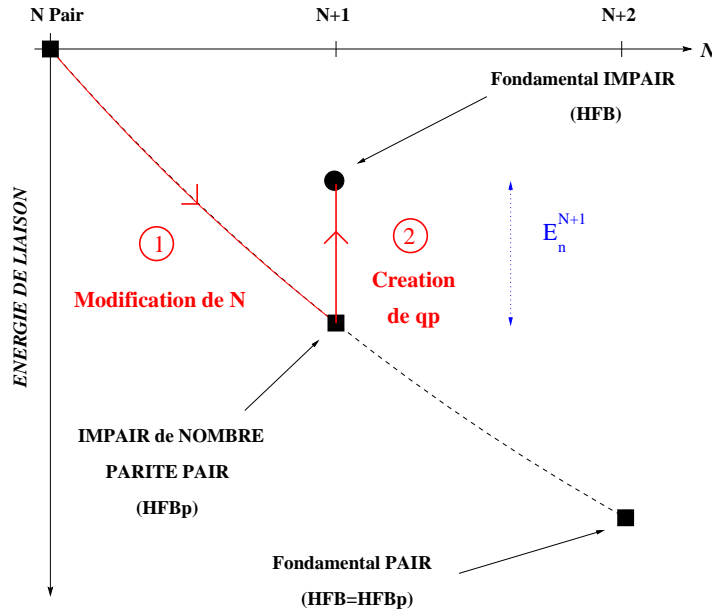 N Pair
N+1
N+2
N
Fondamental IMPAIR
(HFB)
ENERGIE DE LIAISON
1
Modification de N
2
Creation
de qp
E_n^{N+1}
IMPAIR de NOMBRE
PARITE PAIR
(HFBp)
Fondamental PAIR
(HFB=HFBp)